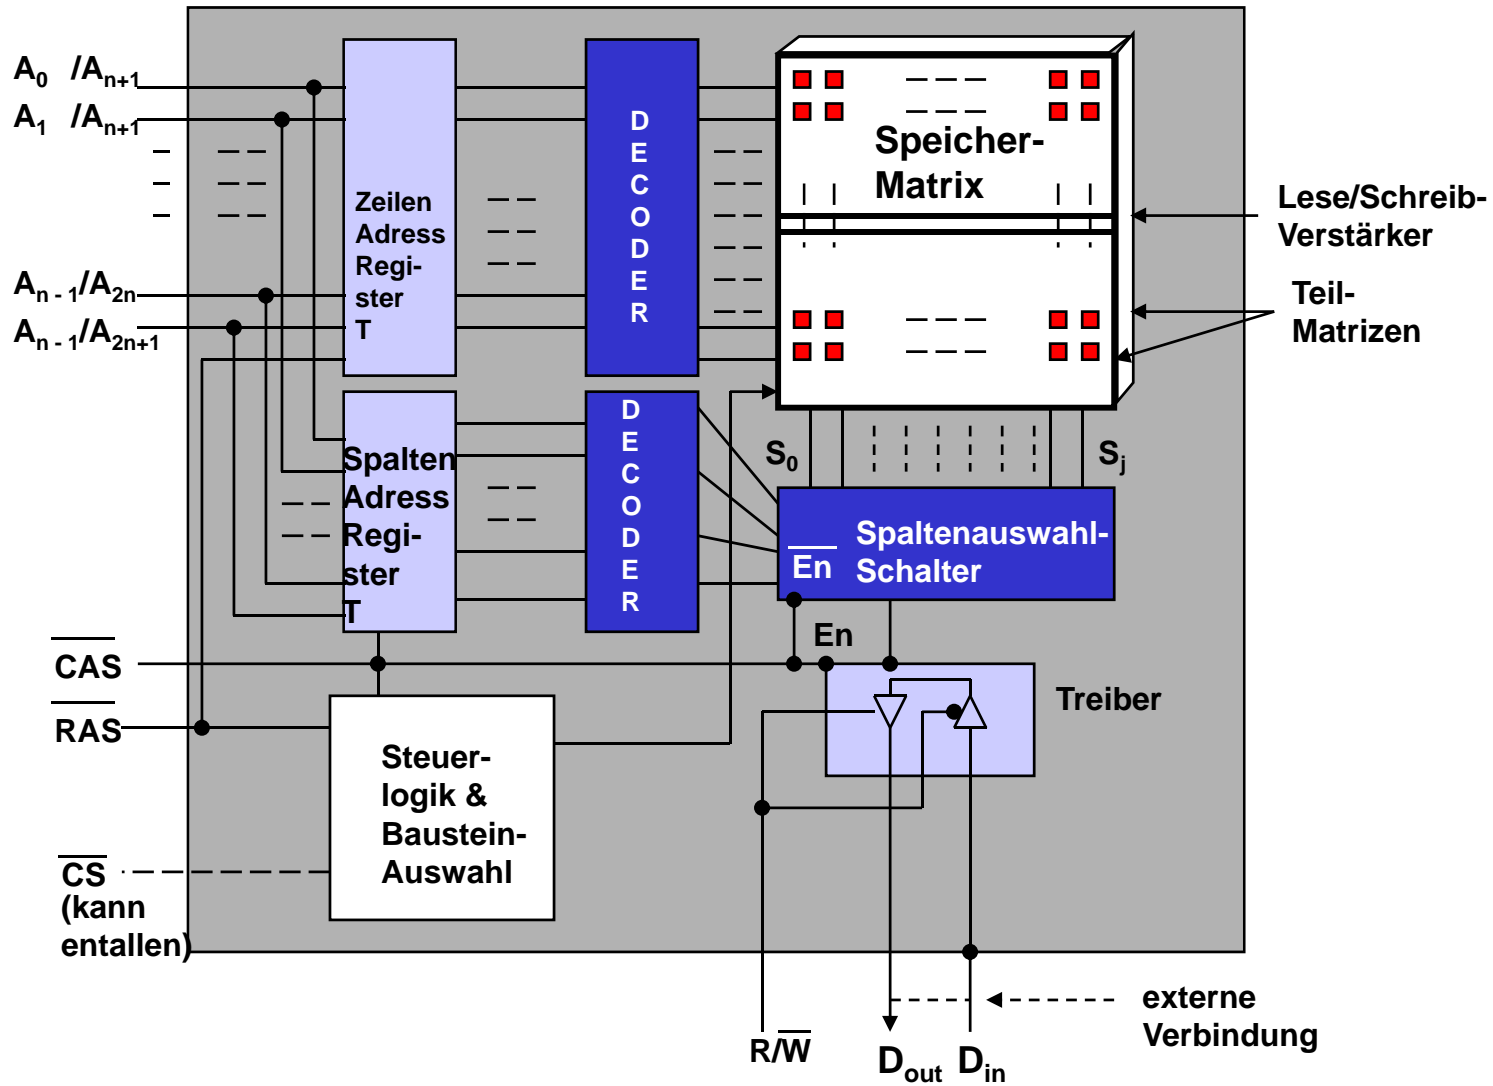 A0 /An+1
A1 /An+1
An - 1/A2n
An - 1/A2n+1
Zeilen
Adress
Regi-
ster
T
DECODER
Speicher-
Matrix
Lese/Schreib-
Verstärker
Teil-
Matrizen
Spalten
Adress
Regi-
ster
T
DECODER
S0
Sj
Spaltenauswahl-
Schalter
En
En
CAS
RAS
Treiber
Steuer-
logik &
Baustein-
Auswahl
CS
(kann
entallen)
externe
Verbindung
R/W
Dout
Din